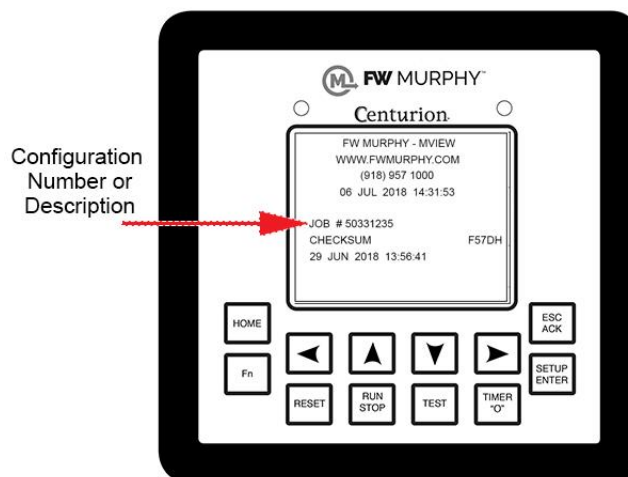 FW MURPHY™
Centurion
FW MURPHY - MVIEW
WWW.FWMURPHY.COM
(918) 957 1000
06 JUL 2018 14:31:53
Configuration
Number or
Description
JOB # 50331235
CHECKSUM F57DH
29 JUN 2018 13:56:41
HOME
ESC
ACK
Fn
SETUP
ENTER
RESET
RUN
STOP
TEST
TIMER
"O"